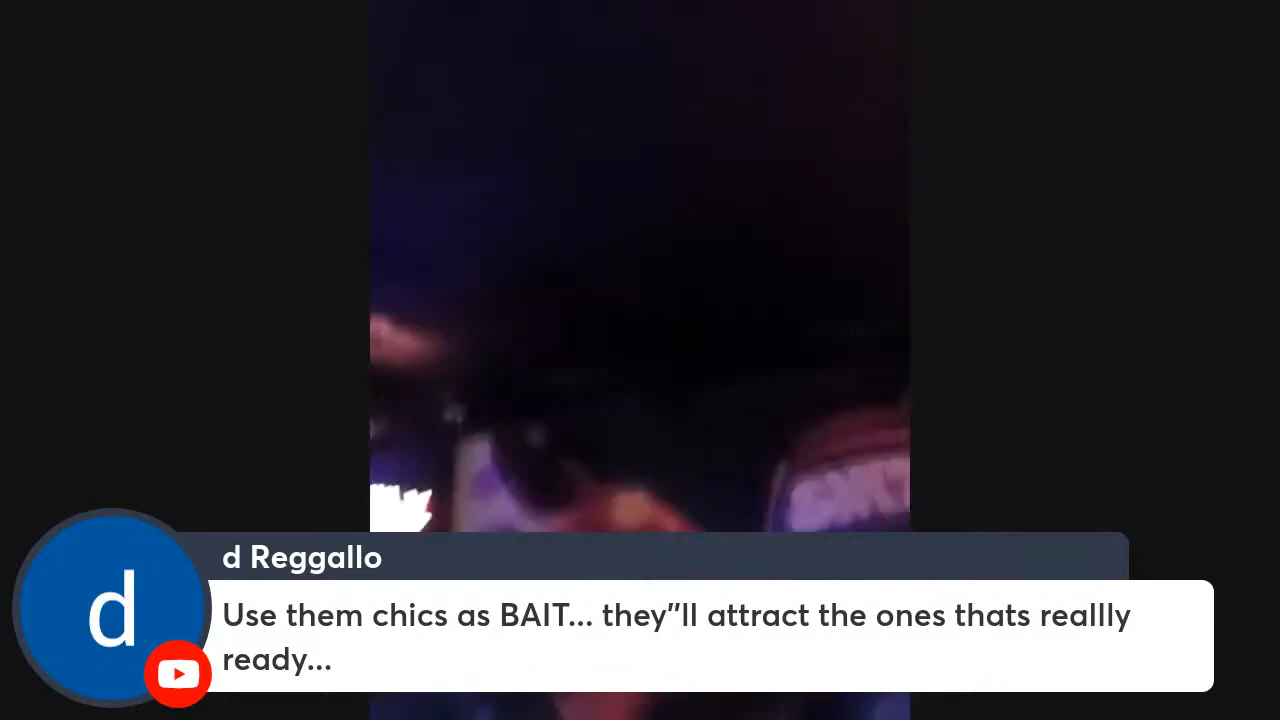 d Reggallo
d
Use them chics as BAIT... they"ll attract the ones thats reallly
ready...